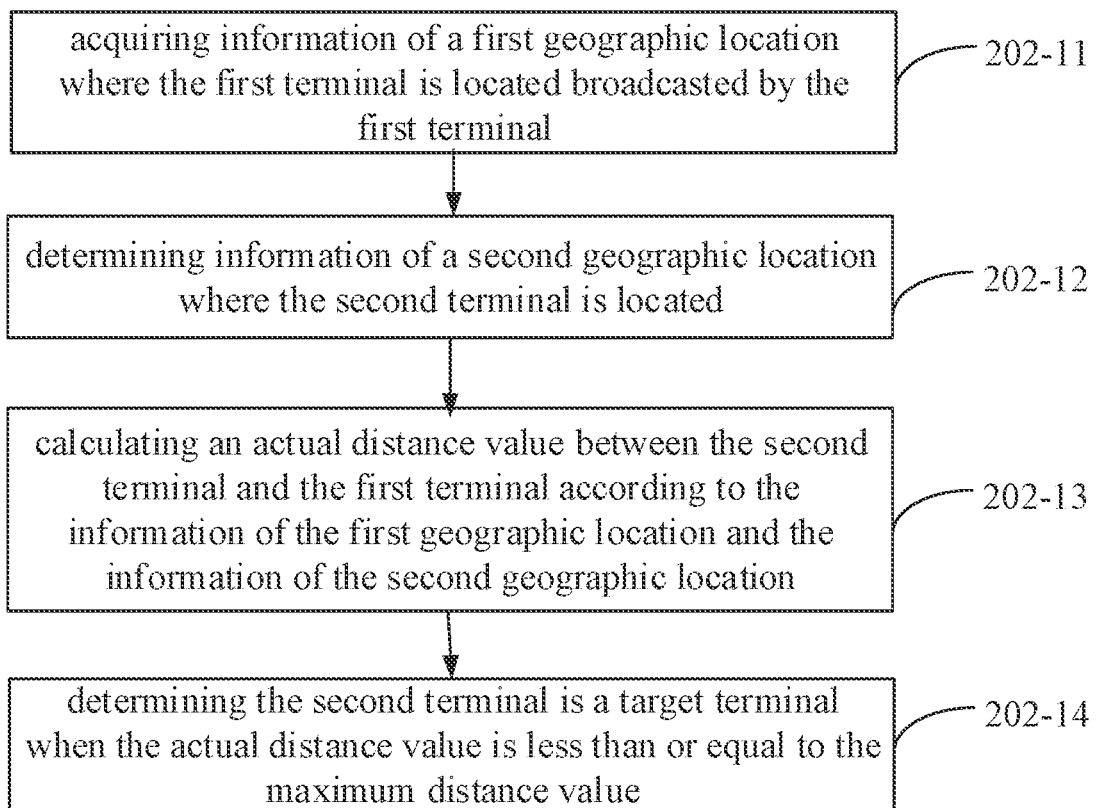 acquiring information of a first geographic location
where the first terminal is located broadcasted by the
first terminal
202-11
determining information of a second geographic location
where the second terminal is located
202-12
calculating an actual distance value between the second
terminal and the first terminal according to the
information of the first geographic location and the
information of the second geographic location
202-13
determining the second terminal is a target terminal
when the actual distance value is less than or equal to the
maximum distance value
202-14